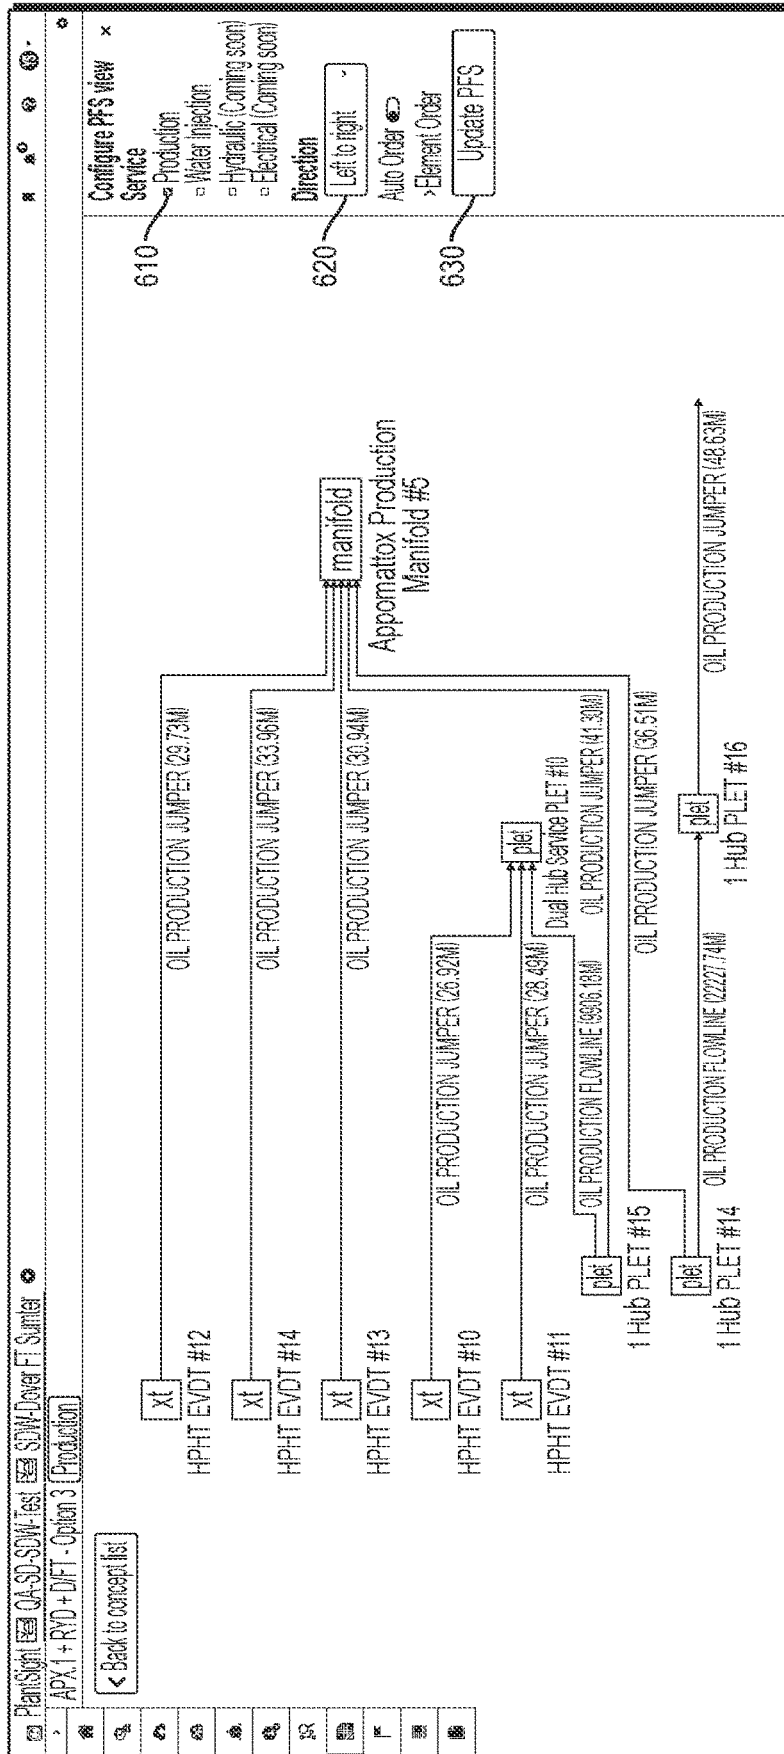 PlantSight QA-SD-SDW-Test SDW-Dover FT Sumter
APX.1 + RYD + D/FT - Option 3 Production
< Back to concept list
xt
HPHT EVDT #12
OIL PRODUCTION JUMPER (29.73M)
xt
HPHT EVDT #14
OIL PRODUCTION JUMPER (33.96M)
xt
HPHT EVDT #13
OIL PRODUCTION JUMPER (30.94M)
manifold
Appomattox Production
Manifold #5
xt
HPHT EVDT #10
OIL PRODUCTION JUMPER (26.92M)
xt
HPHT EVDT #11
OIL PRODUCTION JUMPER (28.49M)
plet
Dual Hub Service PLET #10
OIL PRODUCTION FLOWLINE (9906.18M)
OIL PRODUCTION JUMPER (41.30M)
plet
1 Hub PLET #15
OIL PRODUCTION JUMPER (36.51M)
plet
1 Hub PLET #14
OIL PRODUCTION FLOWLINE (22227.74M)
plet
1 Hub PLET #16
OIL PRODUCTION JUMPER (48.63M)
Configure PFS view ×
Service
610
Production
Water Injection
Hydraulic (Coming soon)
Electrical (Coming soon)
Direction
620
Left to right
Auto Order
>Element Order
630
Update PFS